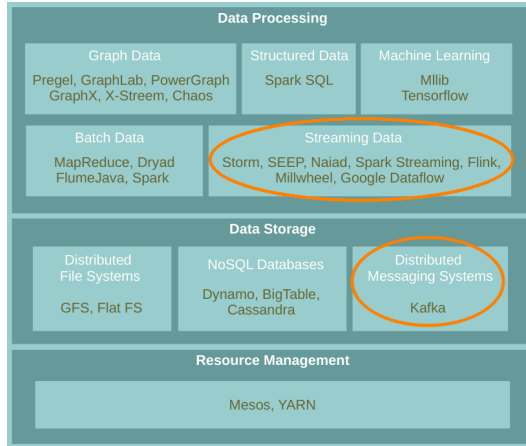 Data Processing
Graph Data
Pregel, GraphLab, PowerGraph
GraphX, X-Streem, Chaos
Structured Data
Spark SQL
Machine Learning
Mllib
Tensorflow
Batch Data
MapReduce, Dryad
FlumeJava, Spark
Streaming Data
Storm, SEEP, Naiad, Spark Streaming, Flink,
Millwheel, Google Dataflow
Data Storage
Distributed
File Systems
GFS, Flat FS
NoSQL Databases
Dynamo, BigTable,
Cassandra
Distributed
Messaging Systems
Kafka
Resource Management
Mesos, YARN